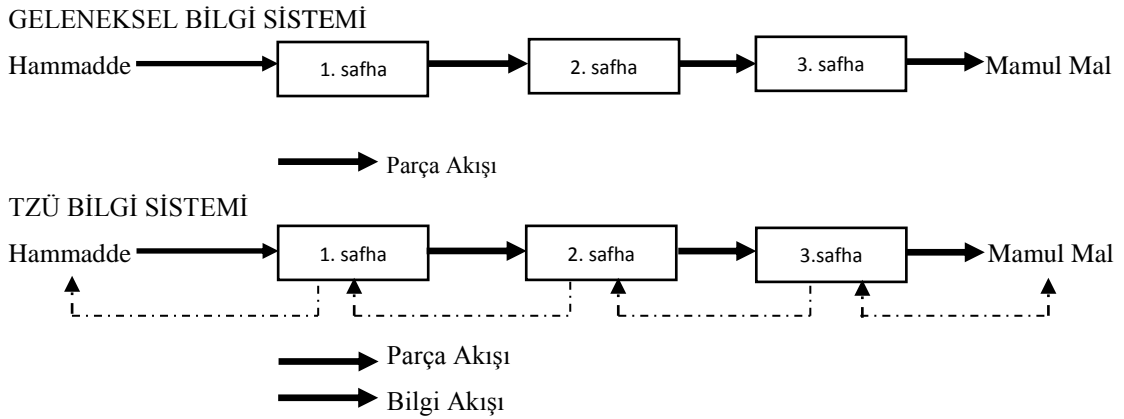 GELENEKSEL BİLGİ SİSTEMİ
Hammadde 1. safha 2. safha 3. safha Mamul Mal
Parça Akışı
TZÜ BİLGİ SİSTEMİ
Hammadde 1. safha 2. safha 3.safha Mamul Mal
Parça Akışı
Bilgi Akışı